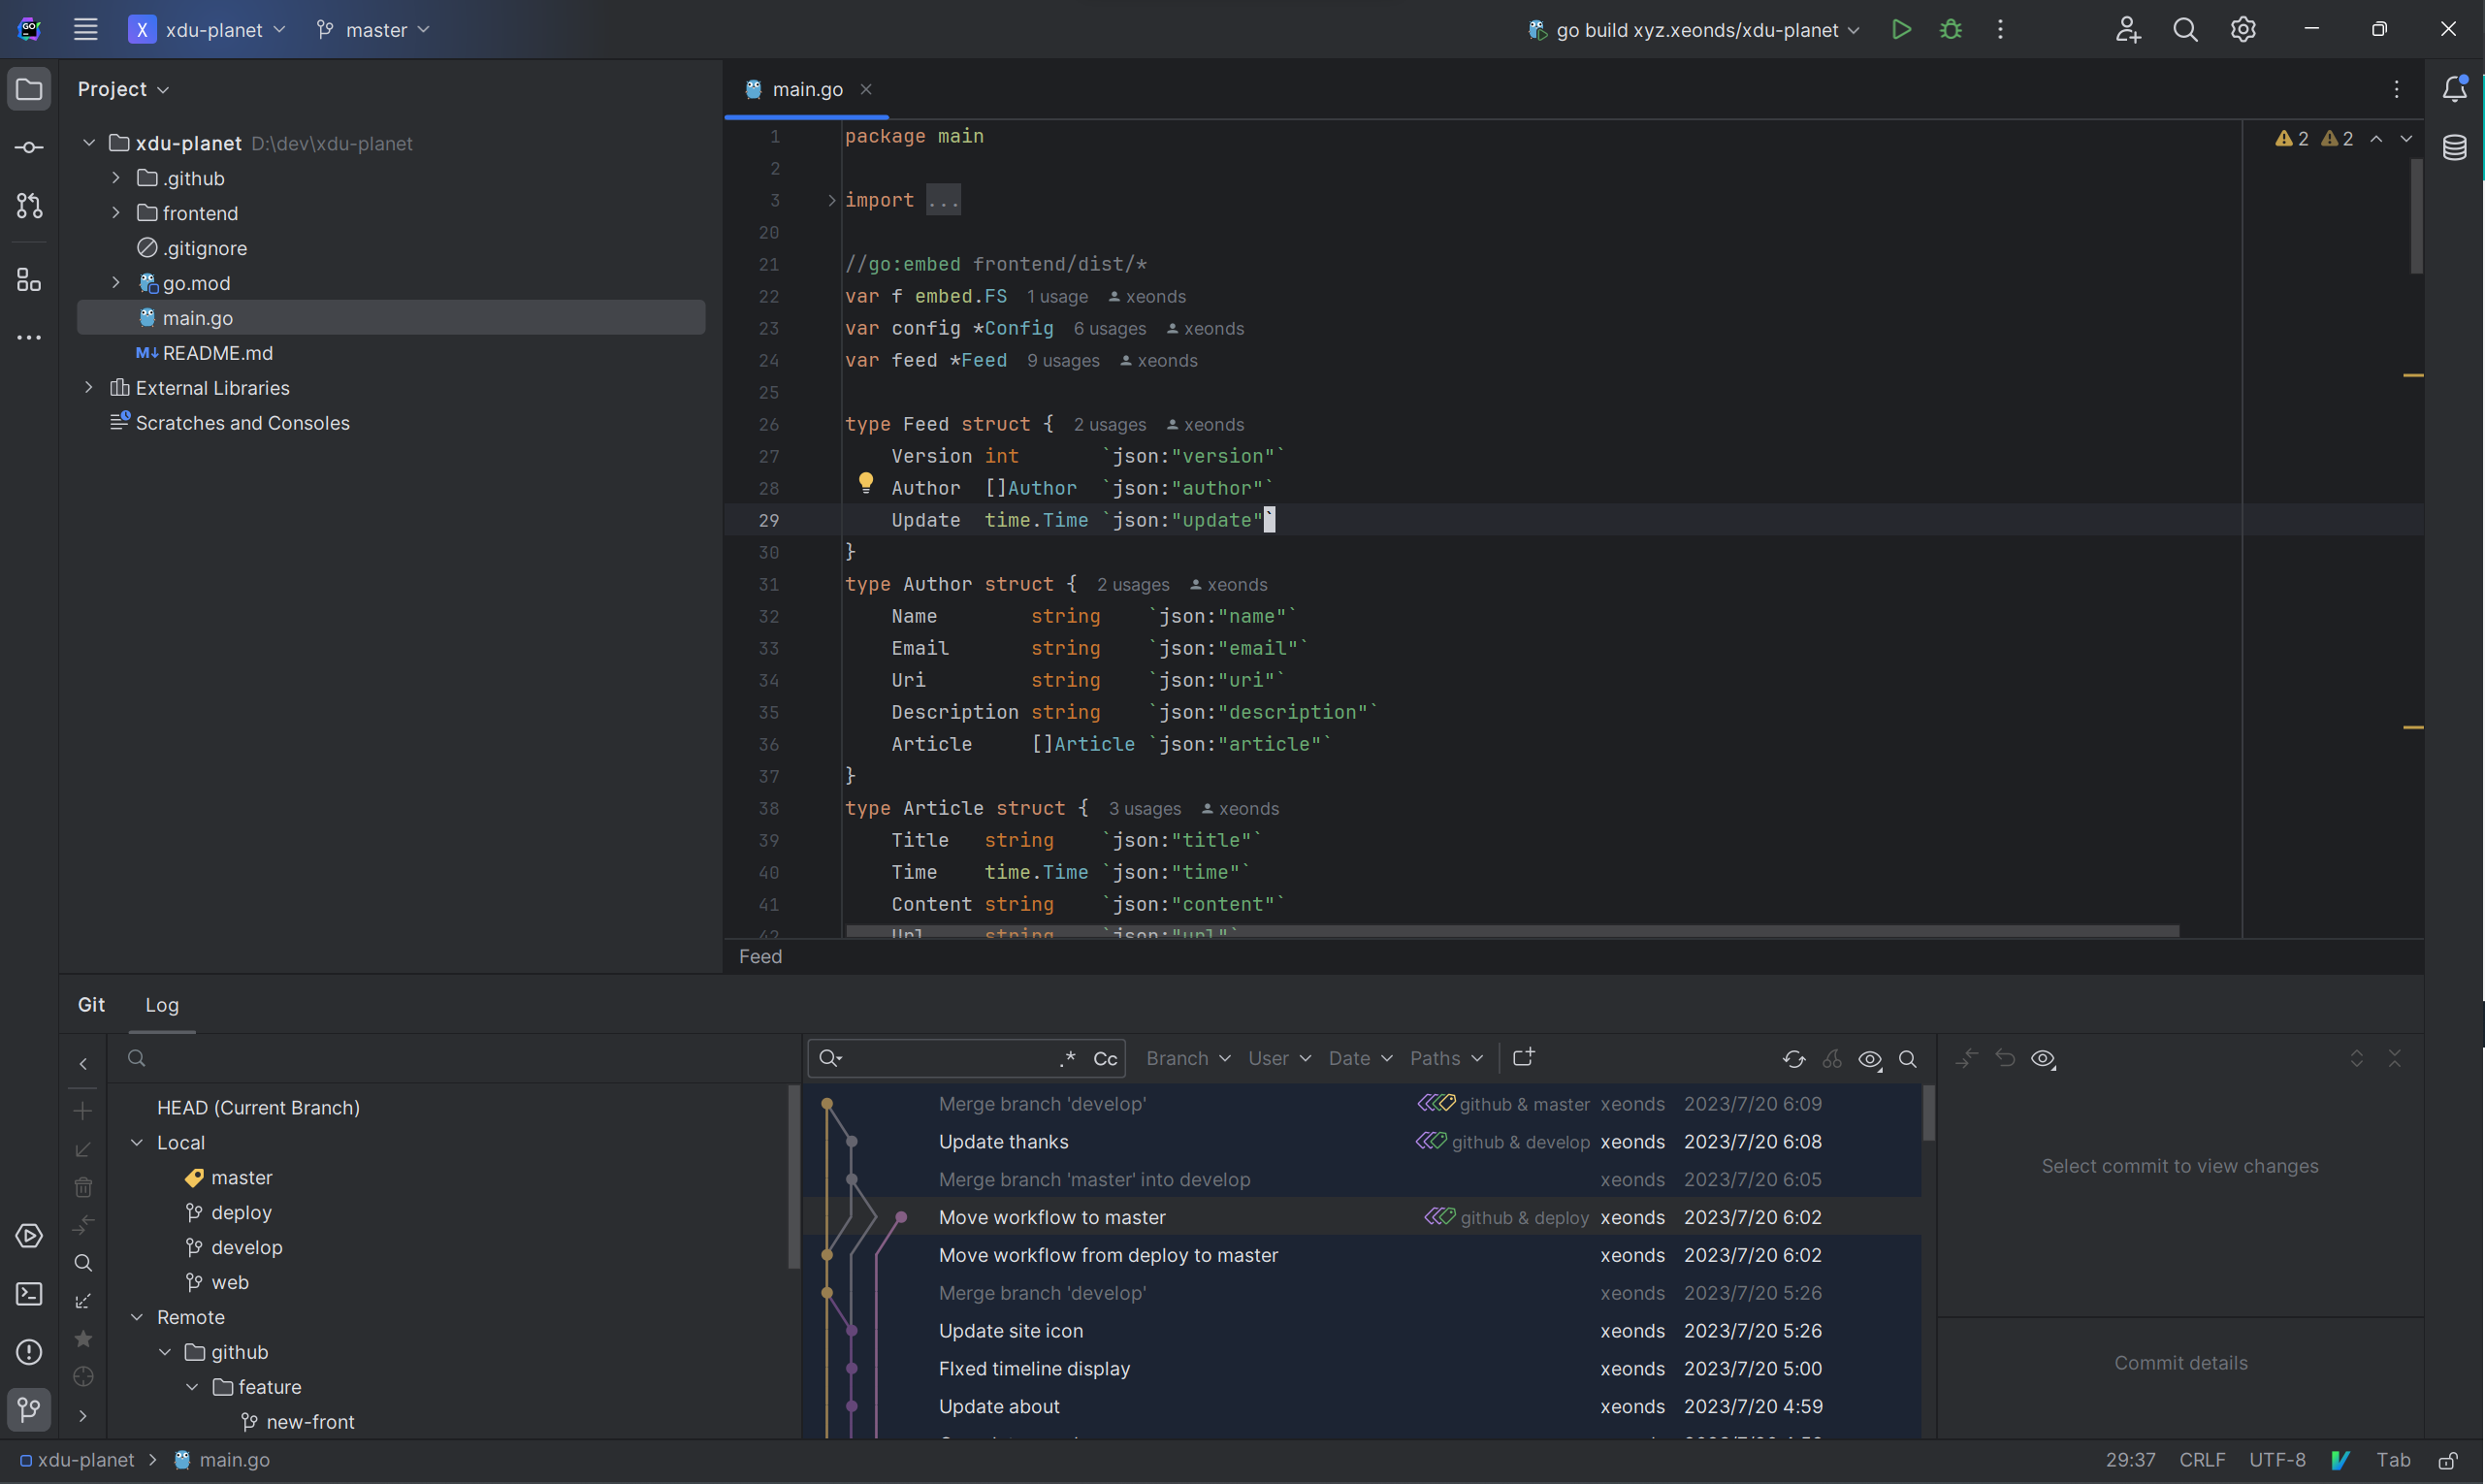 GO X xdu-planet master go build xyz.xeonds/xdu-planet
Project
xdu-planet D:\dev\xdu-planet
.github
frontend
.gitignore
go.mod
main.go
M↓ README.md
External Libraries
Scratches and Consoles
main.go
2 2
1 package main
2
3 import ...
20
21 //go:embed frontend/dist/*
22 var f embed.FS 1 usage xeonds
23 var config *Config 6 usages xeonds
24 var feed *Feed 9 usages xeonds
25
26 type Feed struct { 2 usages xeonds
27 Version int `json:"version"`
28 Author []Author `json:"author"`
29 Update time.Time `json:"update"`
30 }
31 type Author struct { 2 usages xeonds
32 Name string `json:"name"`
33 Email string `json:"email"`
34 Uri string `json:"uri"`
35 Description string `json:"description"`
36 Article []Article `json:"article"`
37 }
38 type Article struct { 3 usages xeonds
39 Title string `json:"title"`
40 Time time.Time `json:"time"`
41 Content string `json:"content"`
42 Url string `json:"url"`
Feed
Git Log
HEAD (Current Branch)
Local
master
deploy
develop
web
Remote
github
feature
new-front
.* Cc Branch User Date Paths
Merge branch 'develop' github & master xeonds 2023/7/20 6:09
Update thanks github & develop xeonds 2023/7/20 6:08
Merge branch 'master' into develop xeonds 2023/7/20 6:05
Move workflow to master github & deploy xeonds 2023/7/20 6:02
Move workflow from deploy to master xeonds 2023/7/20 6:02
Merge branch 'develop' xeonds 2023/7/20 5:26
Update site icon xeonds 2023/7/20 5:26
FIxed timeline display xeonds 2023/7/20 5:00
Update about xeonds 2023/7/20 4:59
Select commit to view changes
Commit details
xdu-planet main.go 29:37 CRLF UTF-8 Tab